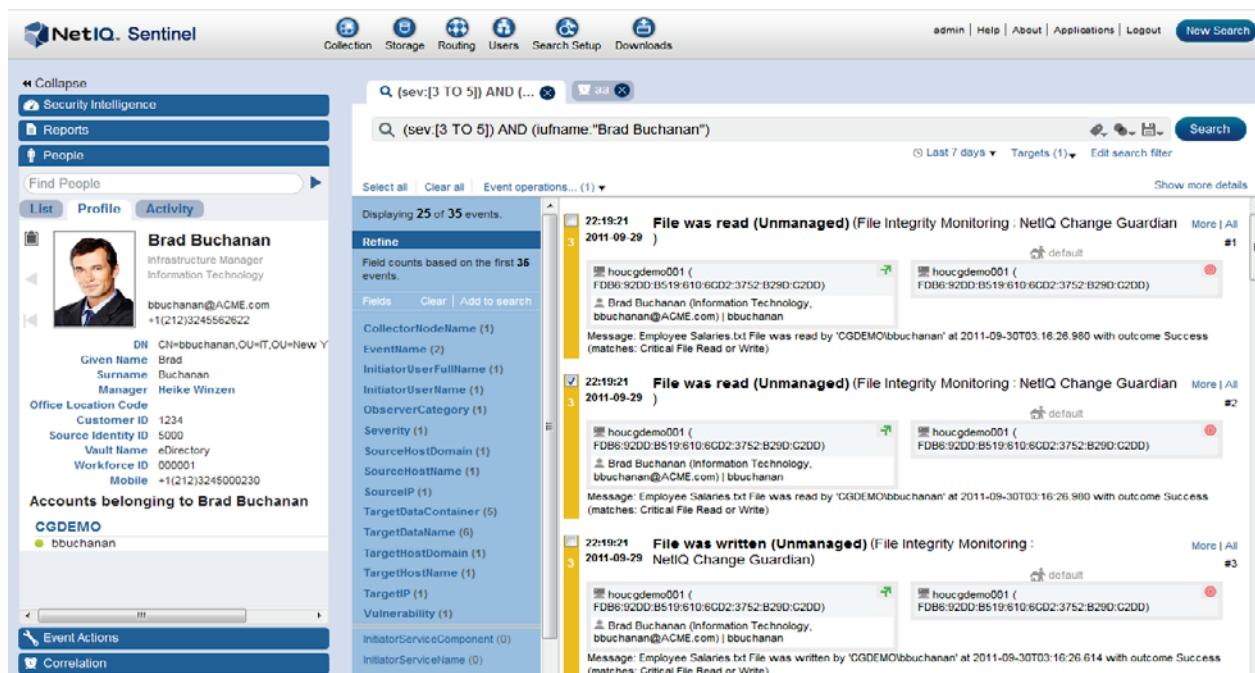 NetIQ. Sentinel
Collection Storage Routing Users Search Setup Downloads
admin | Help | About | Applications | Logout New Search
Collapse
Security Intelligence
Reports
People
Find People
List Profile Activity
Brad Buchanan
Infrastructure Manager
Information Technology
bbuchanan@ACME.com
+1(212)3245562622
DN CN=bbuchanan,OU=IT,OU=New Y
Given Name Brad
Surname Buchanan
Manager Heike Winzen
Office Location Code
Customer ID 1234
Source Identity ID 5000
Vault Name eDirectory
Workforce ID 000001
Mobile +1(212)3245000230
Accounts belonging to Brad Buchanan
CGDEMO
bbuchanan
Event Actions
Correlation
(sev:[3 TO 5]) AND (... aa
(sev:[3 TO 5]) AND (iufname:"Brad Buchanan") Search
Last 7 days Targets (1) Edit search filter
Select all | Clear all | Event operations... (1) Show more details
Displaying 25 of 35 events.
Refine
Field counts based on the first 35
events.
Fields Clear | Add to search
CollectorNodeName (1)
EventName (2)
InitiatorUserFullName (1)
InitiatorUserName (1)
ObserverCategory (1)
Severity (1)
SourceHostDomain (1)
SourceHostName (1)
SourceIP (1)
TargetDataContainer (5)
TargetDataName (6)
TargetHostDomain (1)
TargetHostName (1)
TargetIP (1)
Vulnerability (1)
InitiatorServiceComponent (0)
InitiatorServiceName (0)
22:19:21 File was read (Unmanaged) (File Integrity Monitoring : NetIQ Change Guardian More | All
3 2011-09-29 ) #1
default
houcgdemo001 ( houcgdemo001 (
FDB6:92DD:B519:610:6CD2:3752:B29D:C2DD) FDB6:92DD:B519:610:6CD2:3752:B29D:C2DD)
Brad Buchanan (Information Technology,
bbuchanan@ACME.com) | bbuchanan
Message: Employee Salaries.txt File was read by 'CGDEMO\bbuchanan' at 2011-09-30T03:16:26.980 with outcome Success
(matches: Critical File Read or Write)
22:19:21 File was read (Unmanaged) (File Integrity Monitoring : NetIQ Change Guardian More | All
3 2011-09-29 ) #2
default
houcgdemo001 ( houcgdemo001 (
FDB6:92DD:B519:610:6CD2:3752:B29D:C2DD) FDB6:92DD:B519:610:6CD2:3752:B29D:C2DD)
Brad Buchanan (Information Technology,
bbuchanan@ACME.com) | bbuchanan
Message: Employee Salaries.txt File was read by 'CGDEMO\bbuchanan' at 2011-09-30T03:16:26.980 with outcome Success
(matches: Critical File Read or Write)
22:19:21 File was written (Unmanaged) (File Integrity Monitoring : More | All
3 2011-09-29 NetIQ Change Guardian) #3
default
houcgdemo001 ( houcgdemo001 (
FDB6:92DD:B519:610:6CD2:3752:B29D:C2DD) FDB6:92DD:B519:610:6CD2:3752:B29D:C2DD)
Brad Buchanan (Information Technology,
bbuchanan@ACME.com) | bbuchanan
Message: Employee Salaries.txt File was written by 'CGDEMO\bbuchanan' at 2011-09-30T03:16:26.614 with outcome Success
(matches: Critical File Read or Write)